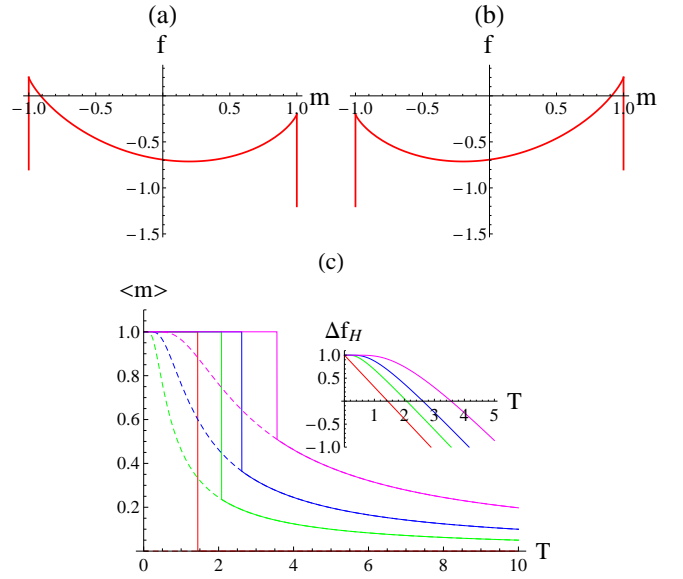 (a) (b)
f f
-1.0 -0.5 0.5 1.0 m -1.0 -0.5 0.5 1.0 m
-0.5 -0.5
-1.0 -1.0
-1.5 -1.5
(c)
<m>
1.0
0.8
0.6
0.4
0.2
0 2 4 6 8 10 T
Δf_H
1.0
0.5
0.0
-0.5
-1.0
1 2 3 4 5 T